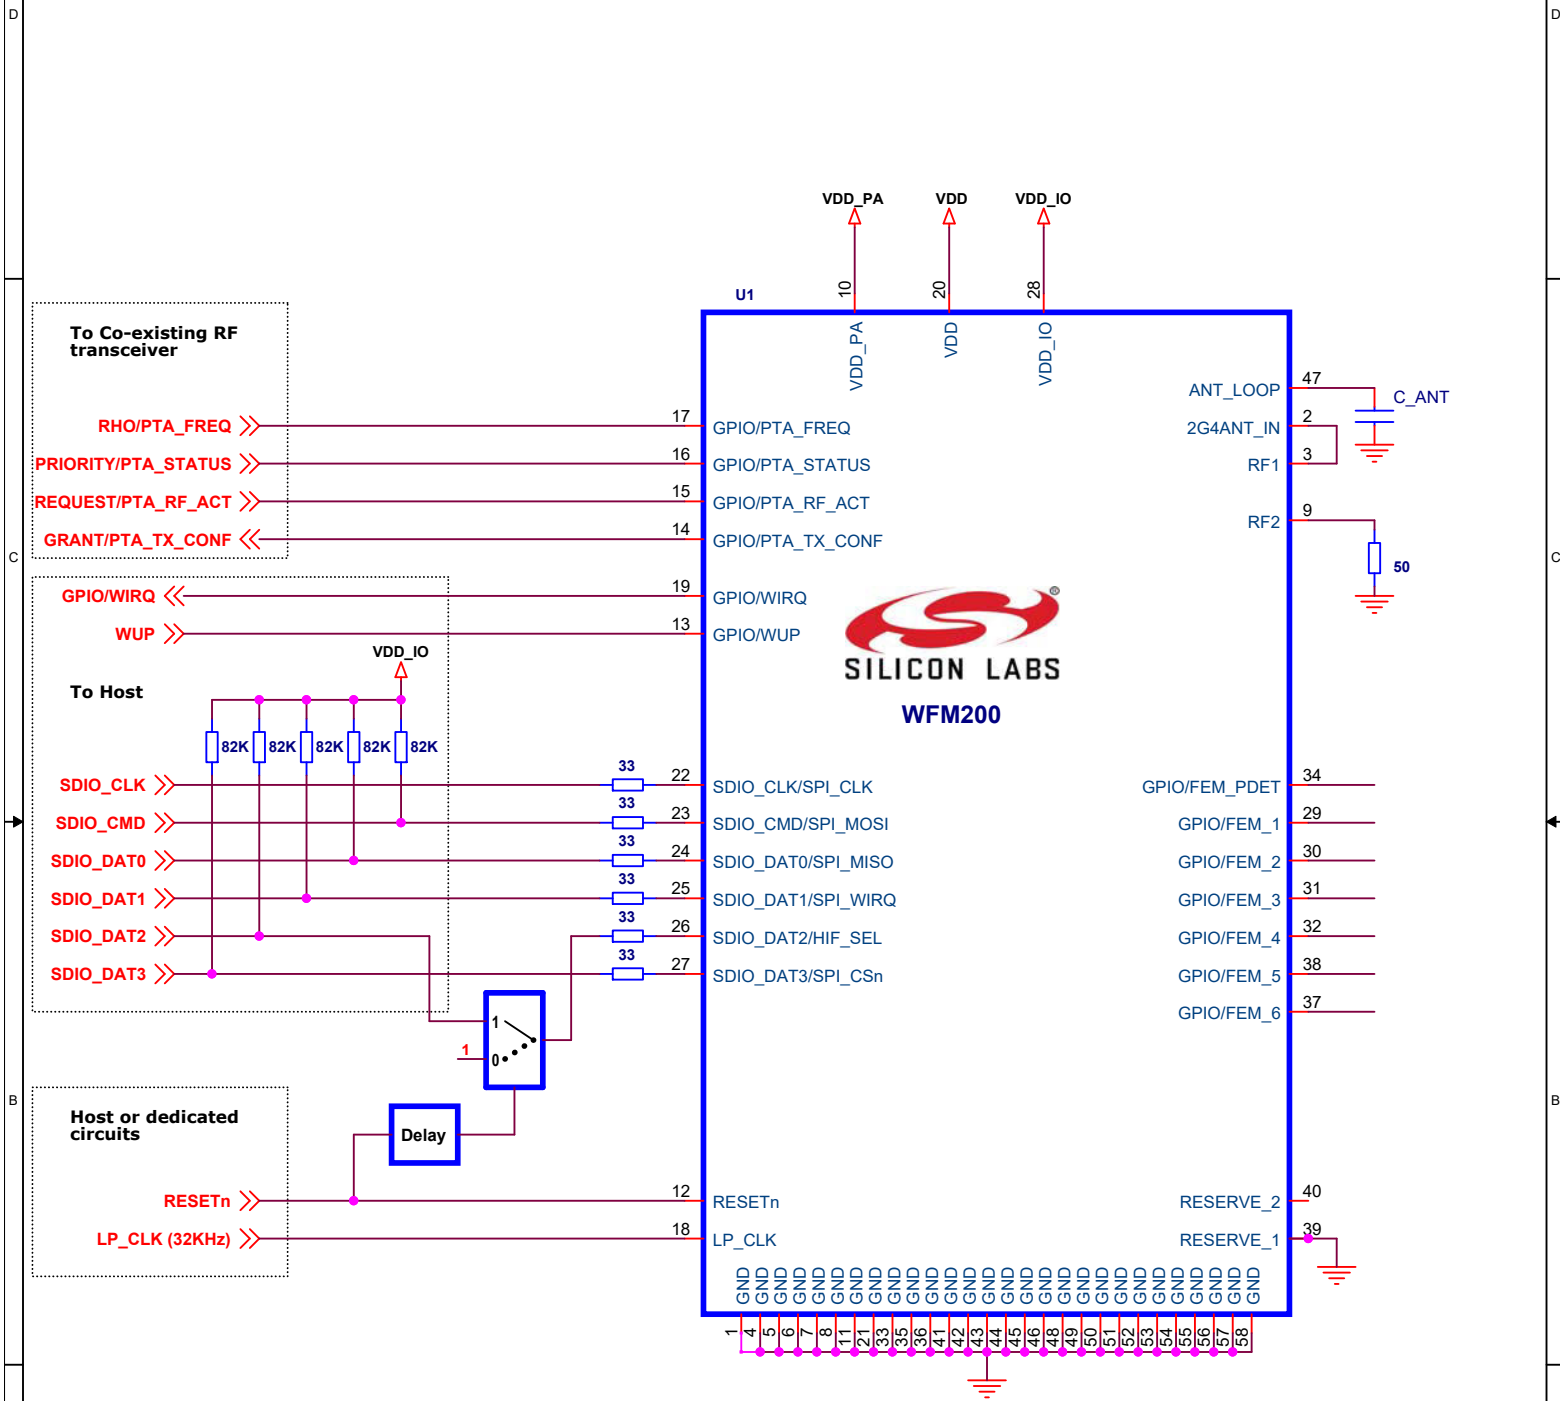 D
D
VDD_PA
VDD
VDD_IO
U1
10
20
28
VDD_PA
VDD
VDD_IO
To Co-existing RF
transceiver
RHO/PTA_FREQ
17
GPIO/PTA_FREQ
PRIORITY/PTA_STATUS
16
GPIO/PTA_STATUS
REQUEST/PTA_RF_ACT
15
GPIO/PTA_RF_ACT
GRANT/PTA_TX_CONF
14
GPIO/PTA_TX_CONF
ANT_LOOP
47
C_ANT
2G4ANT_IN
2
RF1
3
RF2
9
50
C
C
GPIO/WIRQ
19
GPIO/WIRQ
WUP
13
GPIO/WUP
VDD_IO
To Host
SILICON LABS
®
WFM200
82K
82K
82K
82K
82K
SDIO_CLK
33
22
SDIO_CLK/SPI_CLK
SDIO_CMD
33
23
SDIO_CMD/SPI_MOSI
SDIO_DAT0
33
24
SDIO_DAT0/SPI_MISO
SDIO_DAT1
33
25
SDIO_DAT1/SPI_WIRQ
SDIO_DAT2
33
26
SDIO_DAT2/HIF_SEL
SDIO_DAT3
33
27
SDIO_DAT3/SPI_CSn
GPIO/FEM_PDET
34
GPIO/FEM_1
29
GPIO/FEM_2
30
GPIO/FEM_3
31
GPIO/FEM_4
32
GPIO/FEM_5
38
GPIO/FEM_6
37
1
1
0
B
B
Host or dedicated
circuits
Delay
RESETn
12
RESETn
LP_CLK (32KHz)
18
LP_CLK
RESERVE_2
40
RESERVE_1
39
GND GND GND GND GND GND GND GND GND GND GND GND GND GND GND GND GND GND GND GND GND GND GND GND GND GND GND GND
1 4 5 6 7 8 11 21 33 35 36 41 42 43 44 45 46 48 49 50 51 52 53 54 55 56 57 58